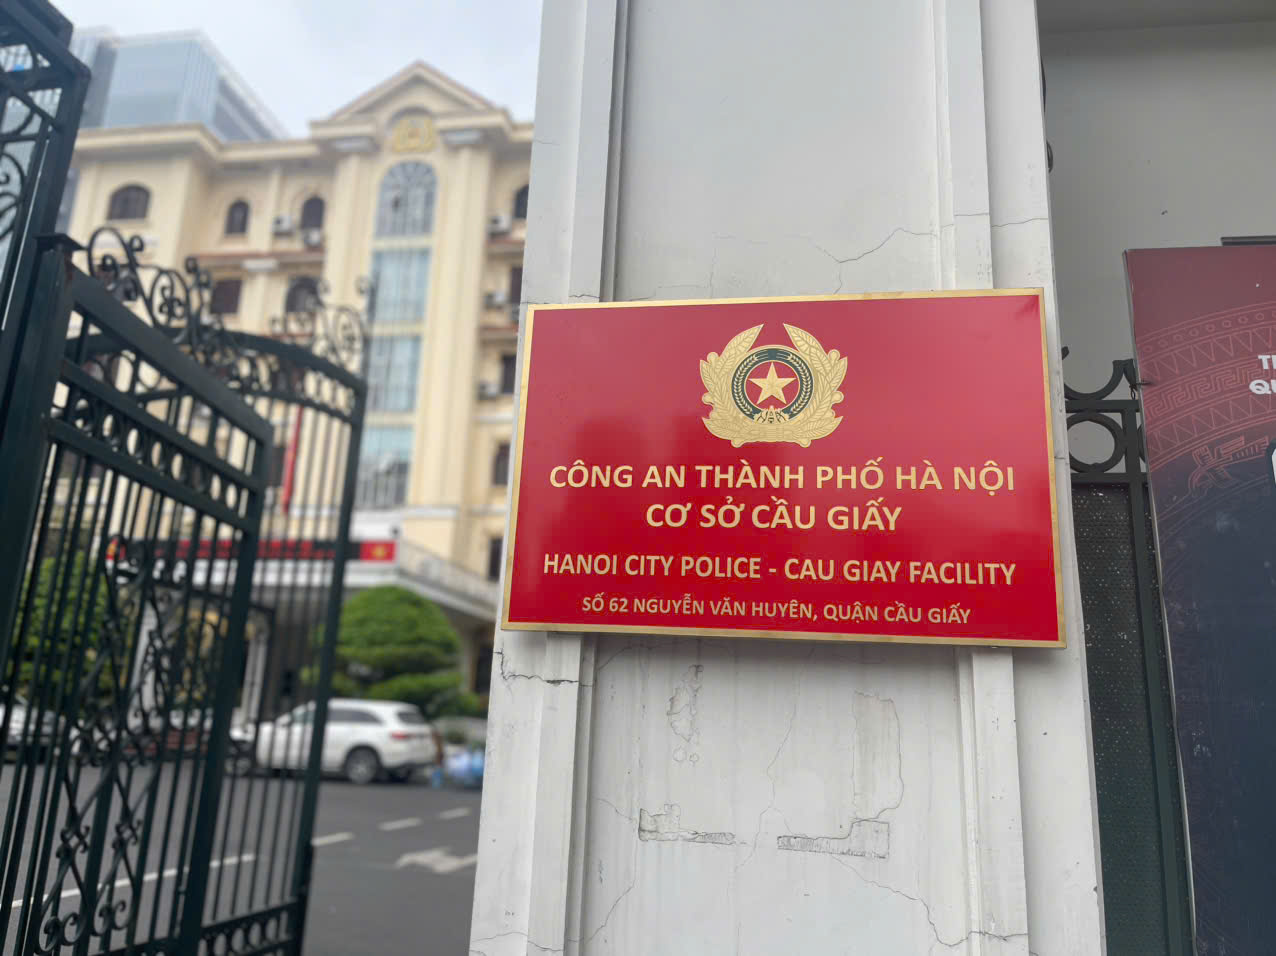 CÔNG AN THÀNH PHỐ HÀ NỘI
CƠ SỞ CẦU GIẤY
HANOI CITY POLICE - CAU GIAY FACILITY
SỐ 62 NGUYỄN VĂN HUYÊN, QUẬN CẦU GIẤY